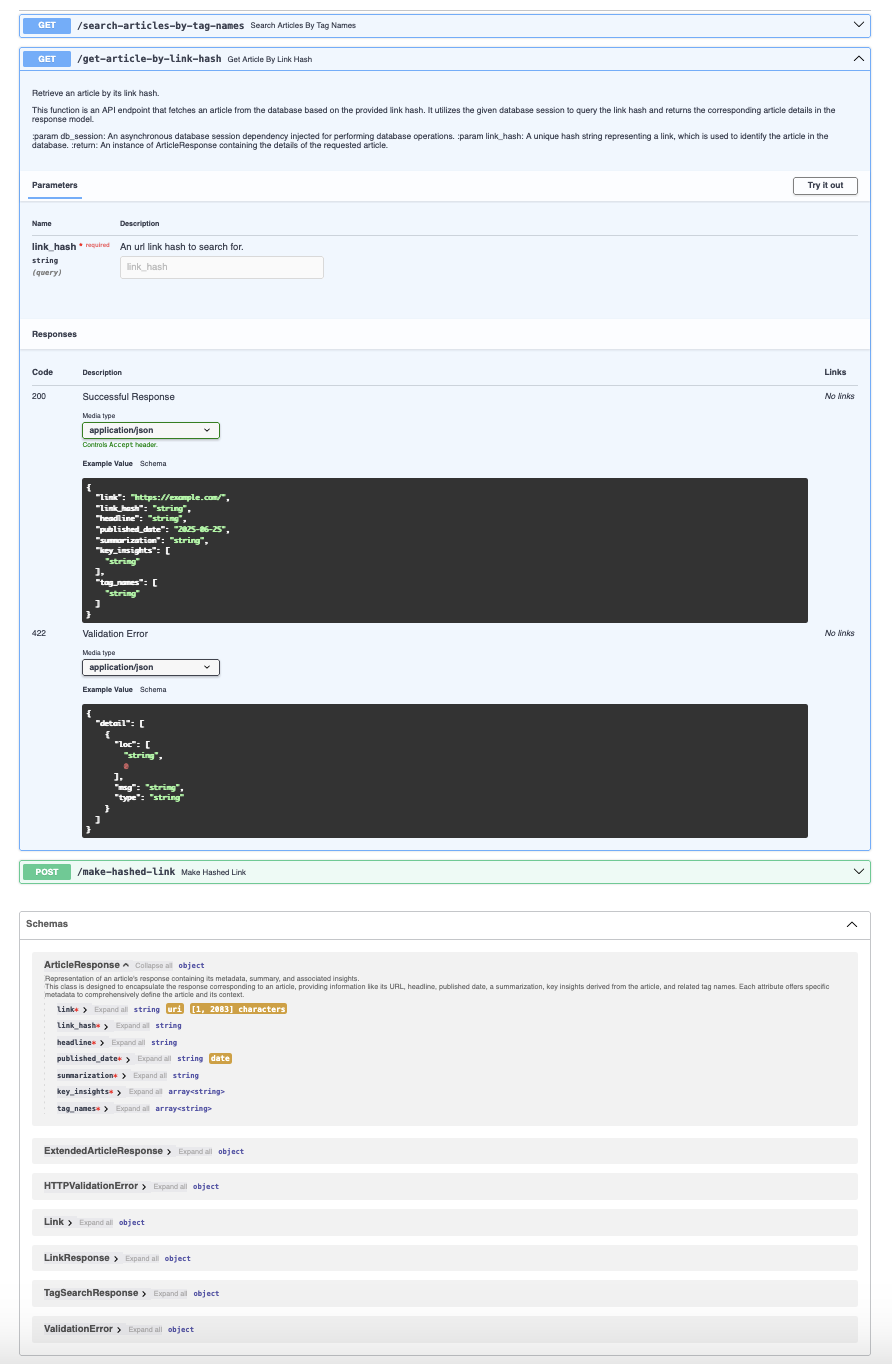 GET /search-articles-by-tag-names Search Articles By Tag Names
GET /get-article-by-link-hash Get Article By Link Hash
Retrieve an article by its link hash.
This function is an API endpoint that fetches an article from the database based on the provided link hash. It utilizes the given database session to query the link hash and returns the corresponding article details in the
response model.
:param db_session: An asynchronous database session dependency injected for performing database operations. :param link_hash: A unique hash string representing a link, which is used to identify the article in the
database. :return: An instance of ArticleResponse containing the details of the requested article.
Parameters Try it out
Name Description
link_hash * required An url link hash to search for.
string link_hash
(query)
Responses
Code Description Links
200 Successful Response No links
Media type
application/json
Controls Accept header.
Example Value Schema
{
"link": "https://example.com/",
"link_hash": "string",
"headline": "string",
"published_date": "2025-06-25",
"summarization": "string",
"key_insights": [
"string"
],
"tag_names": [
"string"
]
}
422 Validation Error No links
Media type
application/json
Example Value Schema
{
"detail": [
{
"loc": [
"string",
0
],
"msg": "string",
"type": "string"
}
]
}
POST /make-hashed-link Make Hashed Link
Schemas
ArticleResponse Collapse all object
Representation of an article's response containing its metadata, summary, and associated insights.
This class is designed to encapsulate the response corresponding to an article, providing information like its URL, headline, published date, a summarization, key insights derived from the article, and related tag names. Each attribute offers specific
metadata to comprehensively define the article and its context.
link* Expand all string uri [1, 2083] characters
link_hash* Expand all string
headline* Expand all string
published_date* Expand all string date
summarization* Expand all string
key_insights* Expand all array<string>
tag_names* Expand all array<string>
ExtendedArticleResponse Expand all object
HTTPValidationError Expand all object
Link Expand all object
LinkResponse Expand all object
TagSearchResponse Expand all object
ValidationError Expand all object